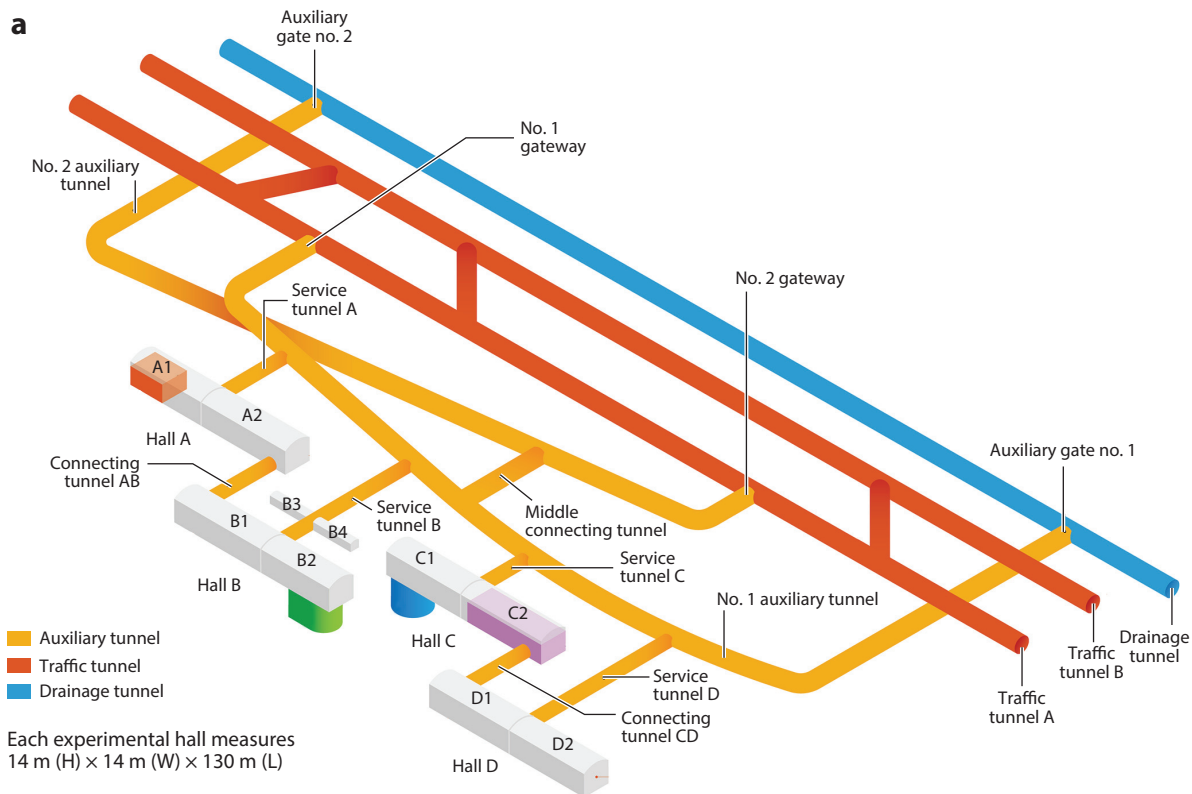 a
Auxiliary
gate no. 2
No. 1
gateway
No. 2 auxiliary
tunnel
Service
tunnel A
No. 2 gateway
A1
A2
Hall A
Connecting
tunnel AB
Auxiliary gate no. 1
B3
B4
Service
tunnel B
Middle
connecting tunnel
B1
B2
Hall B
C1
C2
Hall C
Service
tunnel C
No. 1 auxiliary tunnel
Auxiliary tunnel
Traffic tunnel
Drainage tunnel
D1
D2
Hall D
Service
tunnel D
Connecting
tunnel CD
Traffic
tunnel A
Traffic
tunnel B
Drainage
tunnel
Each experimental hall measures
14 m (H) × 14 m (W) × 130 m (L)